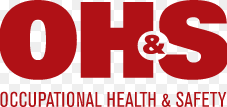 OH&S
OCCUPATIONAL HEALTH & SAFETY